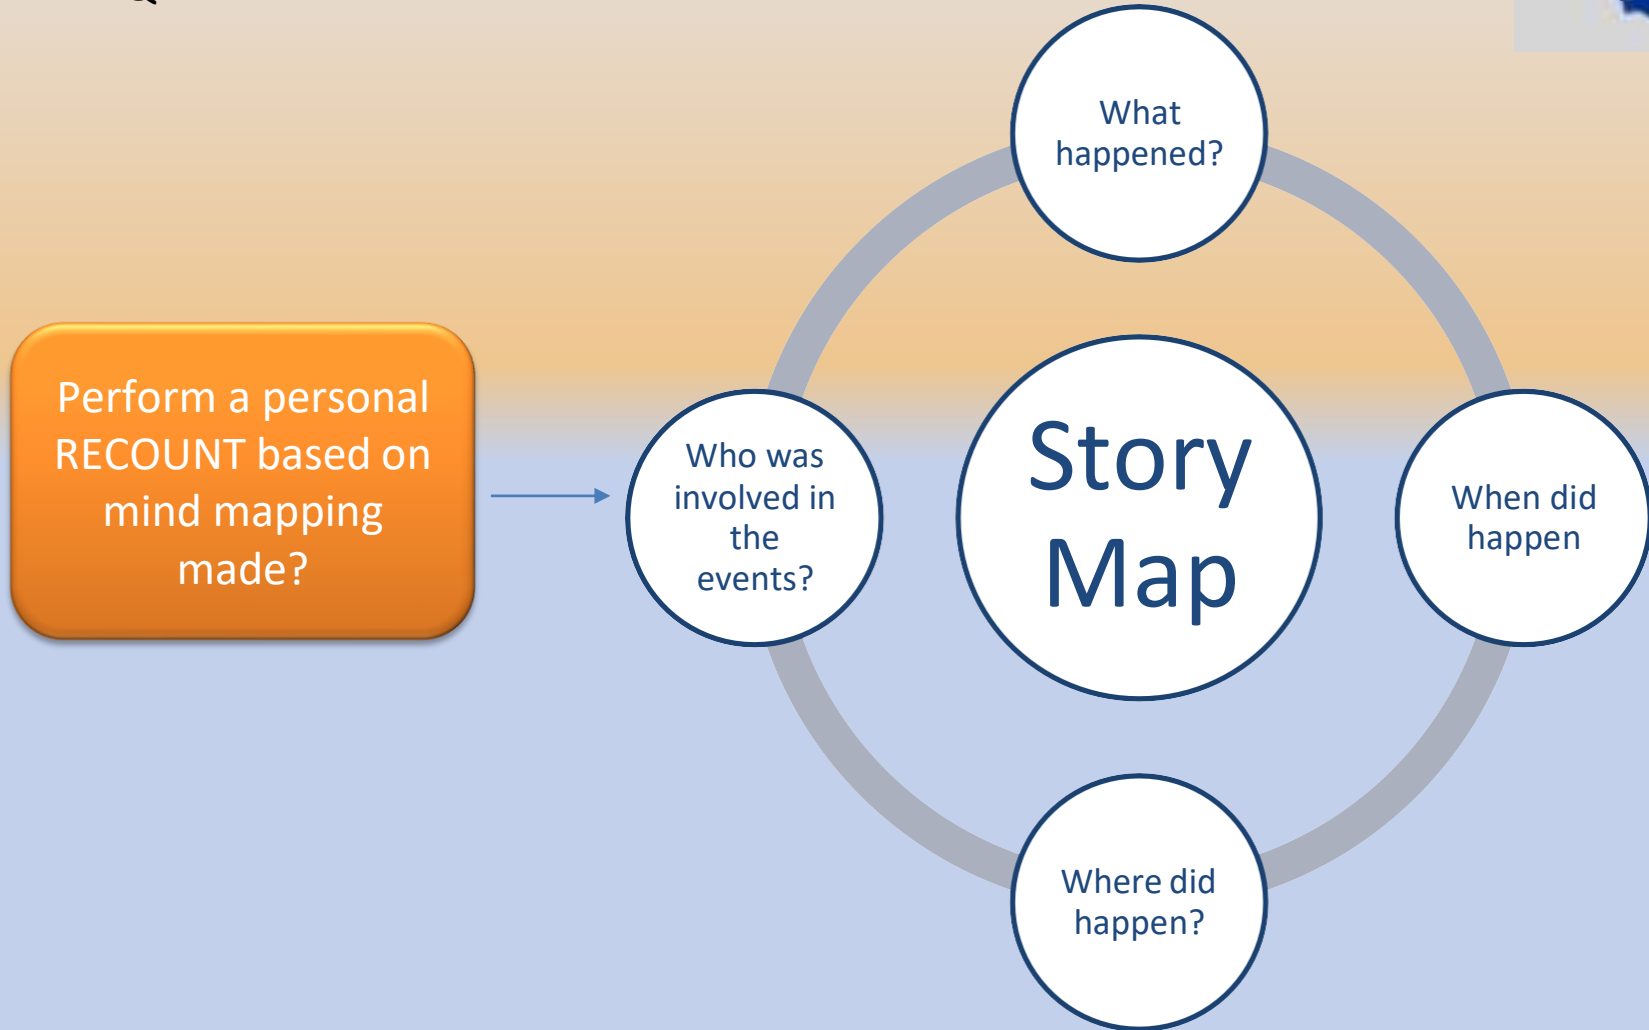 What
happened?
Perform a personal
RECOUNT based on
mind mapping
made?
Who was
involved in
the
events?
Story
Map
When did
happen
Where did
happen?